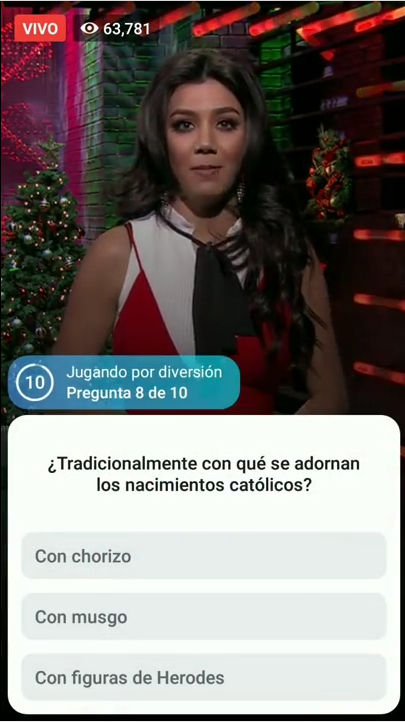 VIVO 63,781
10 Jugando por diversión
Pregunta 8 de 10
¿Tradicionalmente con qué se adornan
los nacimientos católicos?
Con chorizo
Con musgo
Con figuras de Herodes